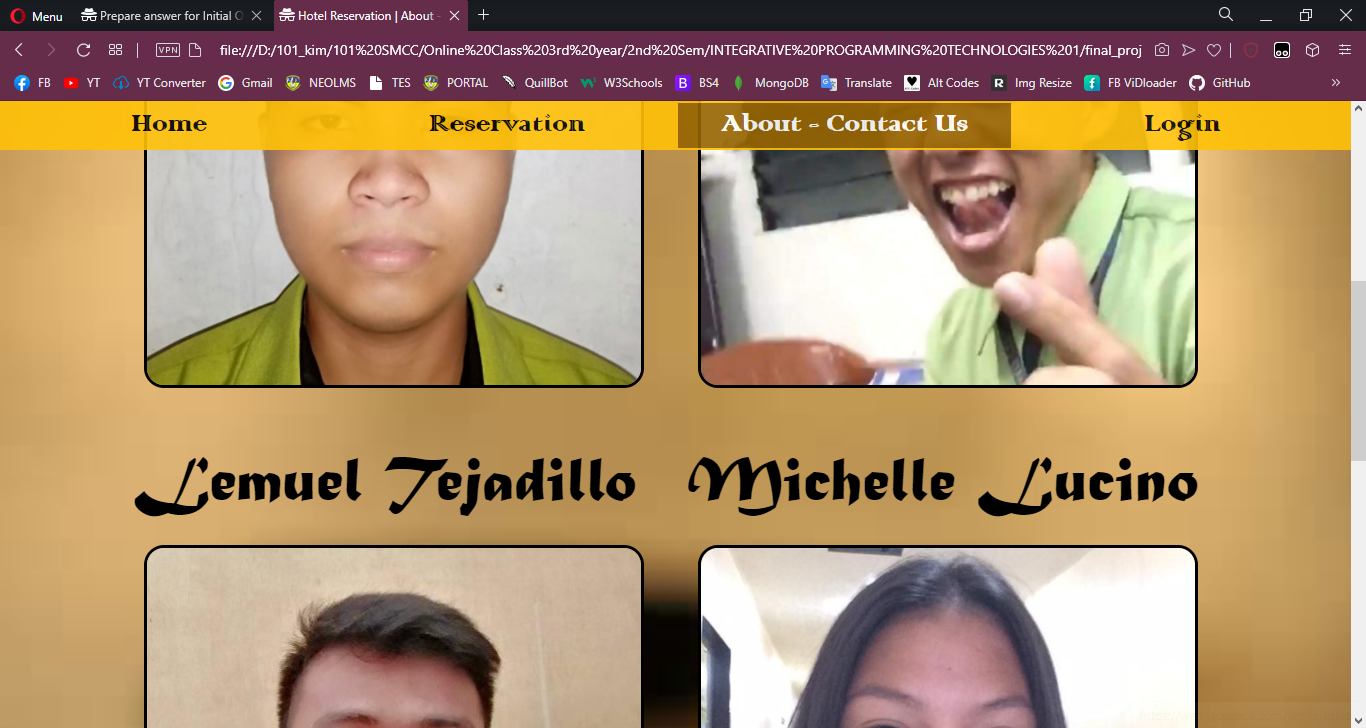 Menu
Prepare answer for Initial
Hotel Reservation | About -
VPN
file:///D:/101_kim/101%20SMCC/Online%20Class%203rd%20year/2nd%20Sem/INTEGRATIVE%20PROGRAMMING%20TECHNOLOGIES%201/final_proj
FB YT YT Converter Gmail NEOLMS TES PORTAL QuillBot W3Schools BS4 MongoDB Translate Alt Codes Img Resize FB ViDloader GitHub
Home Reservation About - Contact Us Login
Lemuel Tejadillo Michelle Lucino